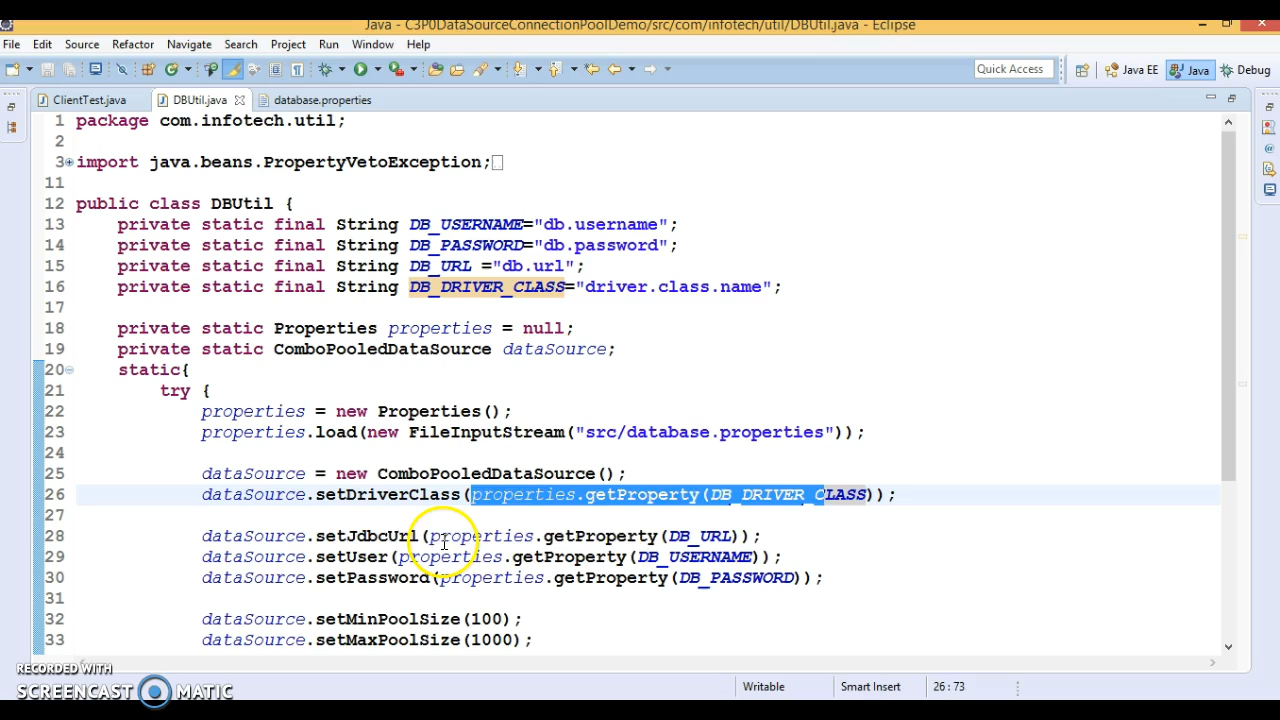 Java - C3P0DataSourceConnectionPoolDemo/src/com/infotech/util/DBUtil.java - Eclipse
File Edit Source Refactor Navigate Search Project Run Window Help
Quick Access Java EE Java Debug
ClientTest.java DBUtil.java database.properties
1 package com.infotech.util;
2
3 import java.beans.PropertyVetoException;
11
12 public class DBUtil {
13 private static final String DB_USERNAME="db.username";
14 private static final String DB_PASSWORD="db.password";
15 private static final String DB_URL ="db.url";
16 private static final String DB_DRIVER_CLASS="driver.class.name";
17
18 private static Properties properties = null;
19 private static ComboPooledDataSource dataSource;
20 static{
21 try {
22 properties = new Properties();
23 properties.load(new FileInputStream("src/database.properties"));
24
25 dataSource = new ComboPooledDataSource();
26 dataSource.setDriverClass(properties.getProperty(DB_DRIVER_CLASS));
27
28 dataSource.setJdbcUrl(properties.getProperty(DB_URL));
29 dataSource.setUser(properties.getProperty(DB_USERNAME));
30 dataSource.setPassword(properties.getProperty(DB_PASSWORD));
31
32 dataSource.setMinPoolSize(100);
33 dataSource.setMaxPoolSize(1000);
RECORDED WITH
SCREENCAST MATIC
Writable Smart Insert 26 : 73